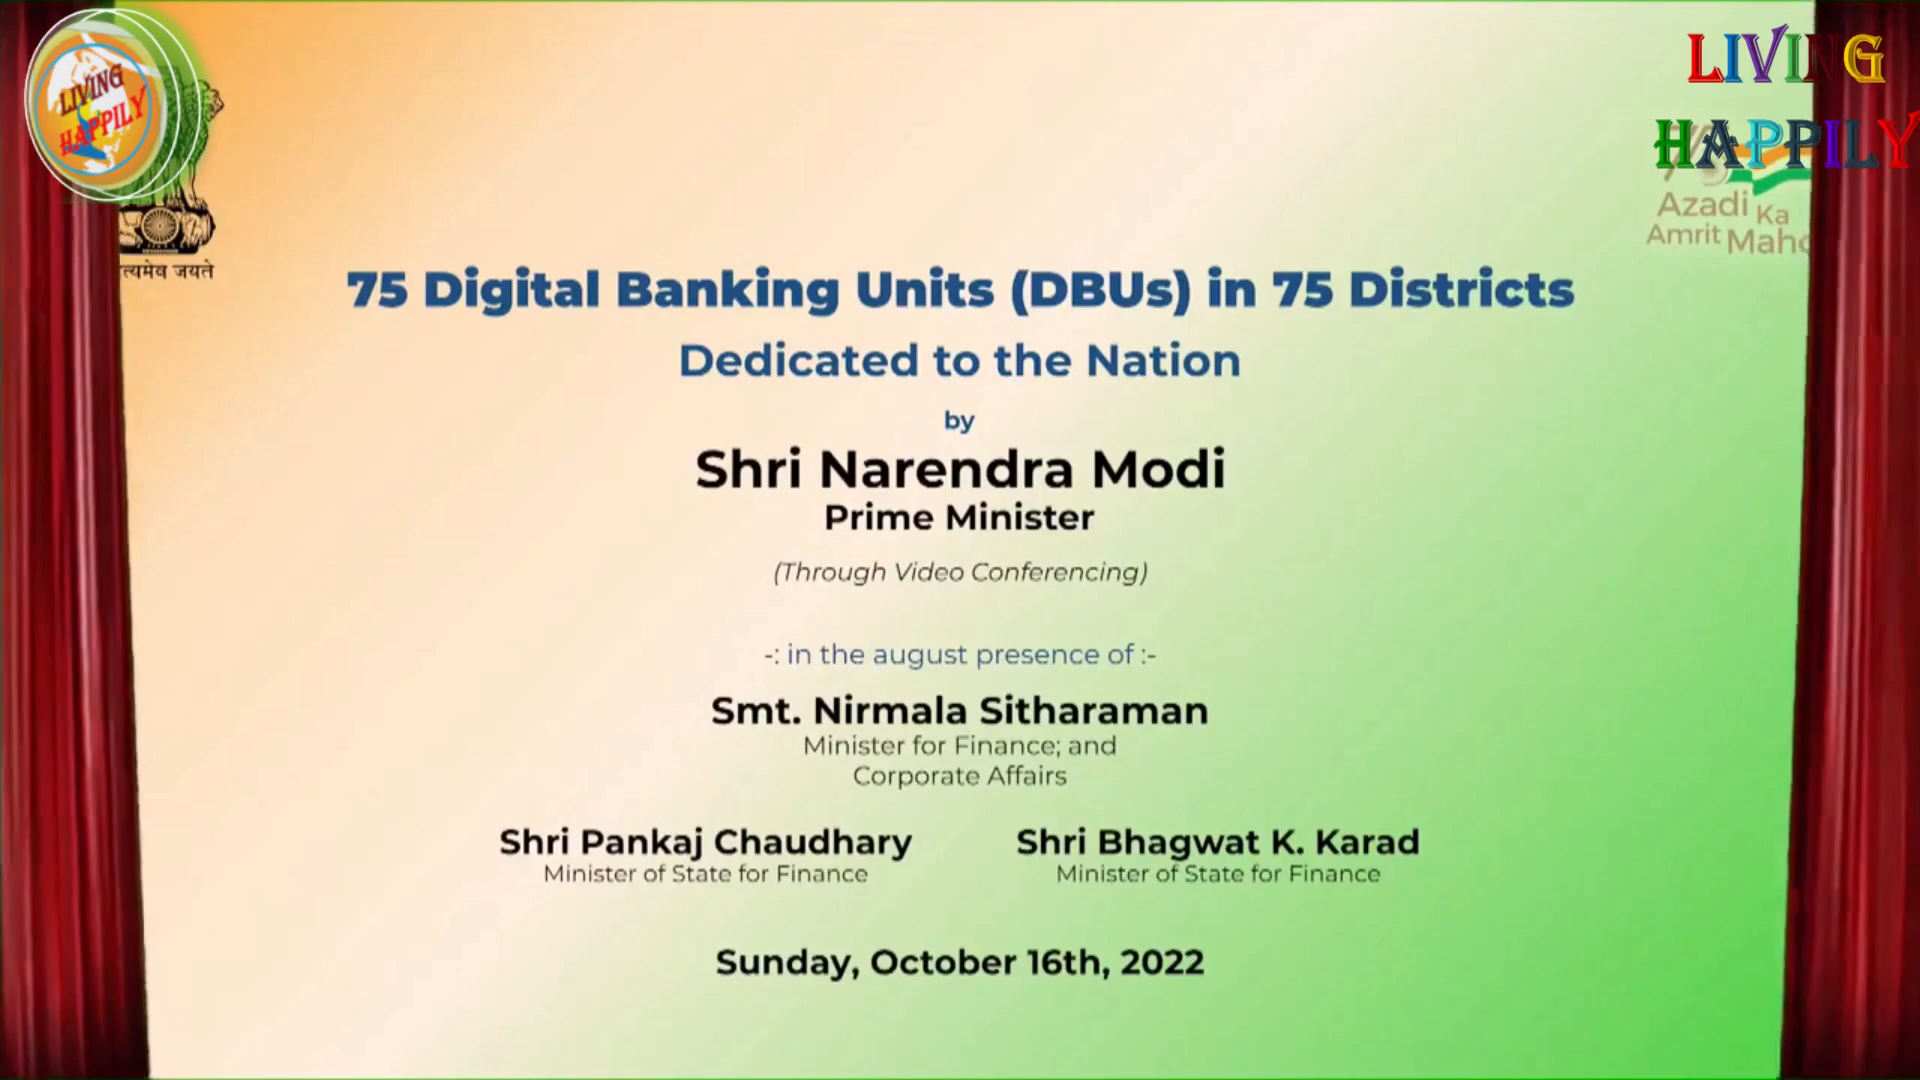 LIVING
HAPPILY
LIVING
HAPPILY
Azadi Ka
Amrit
जयते
75 Digital Banking Units (DBUs) in 75 Districts
Dedicated to the Nation
by
Shri Narendra Modi
Prime Minister
(Through Video Conferencing)
-: in the august presence of :-
Smt. Nirmala Sitharaman
Minister for Finance; and
Corporate Affairs
Shri Pankaj Chaudhary
Minister of State for Finance
Shri Bhagwat K. Karad
Minister of State for Finance
Sunday, October 16th, 2022